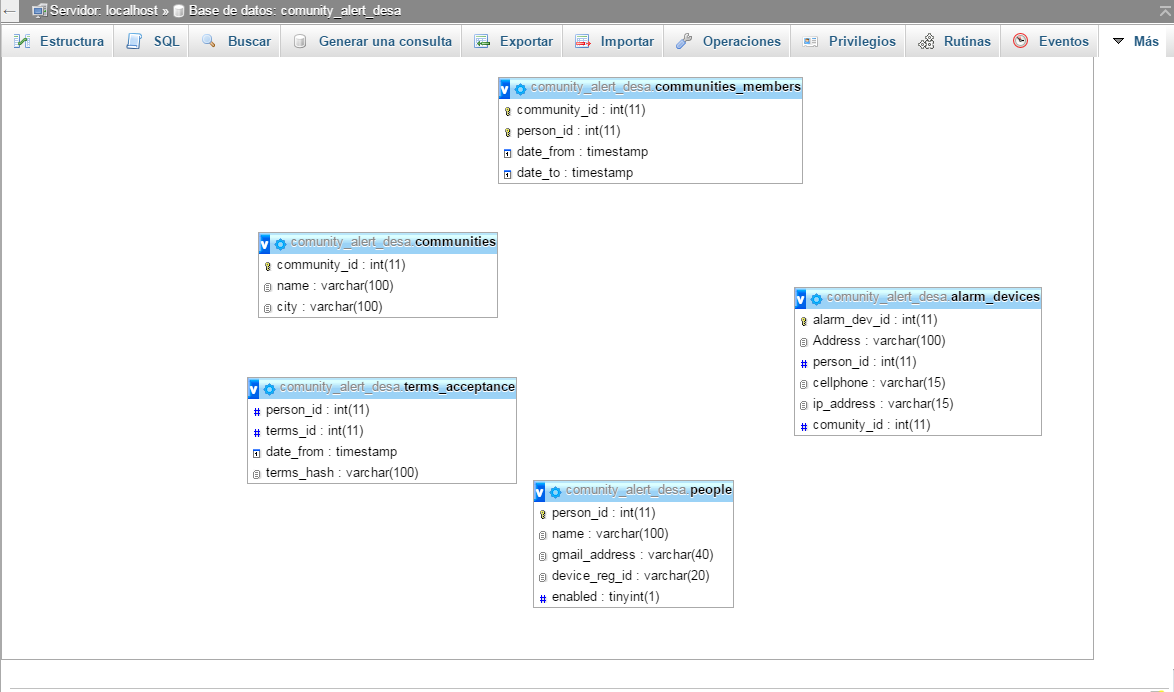 Servidor: localhost » Base de datos: comunity_alert_desa
Estructura SQL Buscar Generar una consulta Exportar Importar Operaciones Privilegios Rutinas Eventos Más
comunity_alert_desa.communities_members
community_id : int(11)
person_id : int(11)
date_from : timestamp
date_to : timestamp
comunity_alert_desa.communities
community_id : int(11)
name : varchar(100)
city : varchar(100)
comunity_alert_desa.alarm_devices
alarm_dev_id : int(11)
Address : varchar(100)
person_id : int(11)
cellphone : varchar(15)
ip_address : varchar(15)
comunity_id : int(11)
comunity_alert_desa.terms_acceptance
person_id : int(11)
terms_id : int(11)
date_from : timestamp
terms_hash : varchar(100)
comunity_alert_desa.people
person_id : int(11)
name : varchar(100)
gmail_address : varchar(40)
device_reg_id : varchar(20)
enabled : tinyint(1)